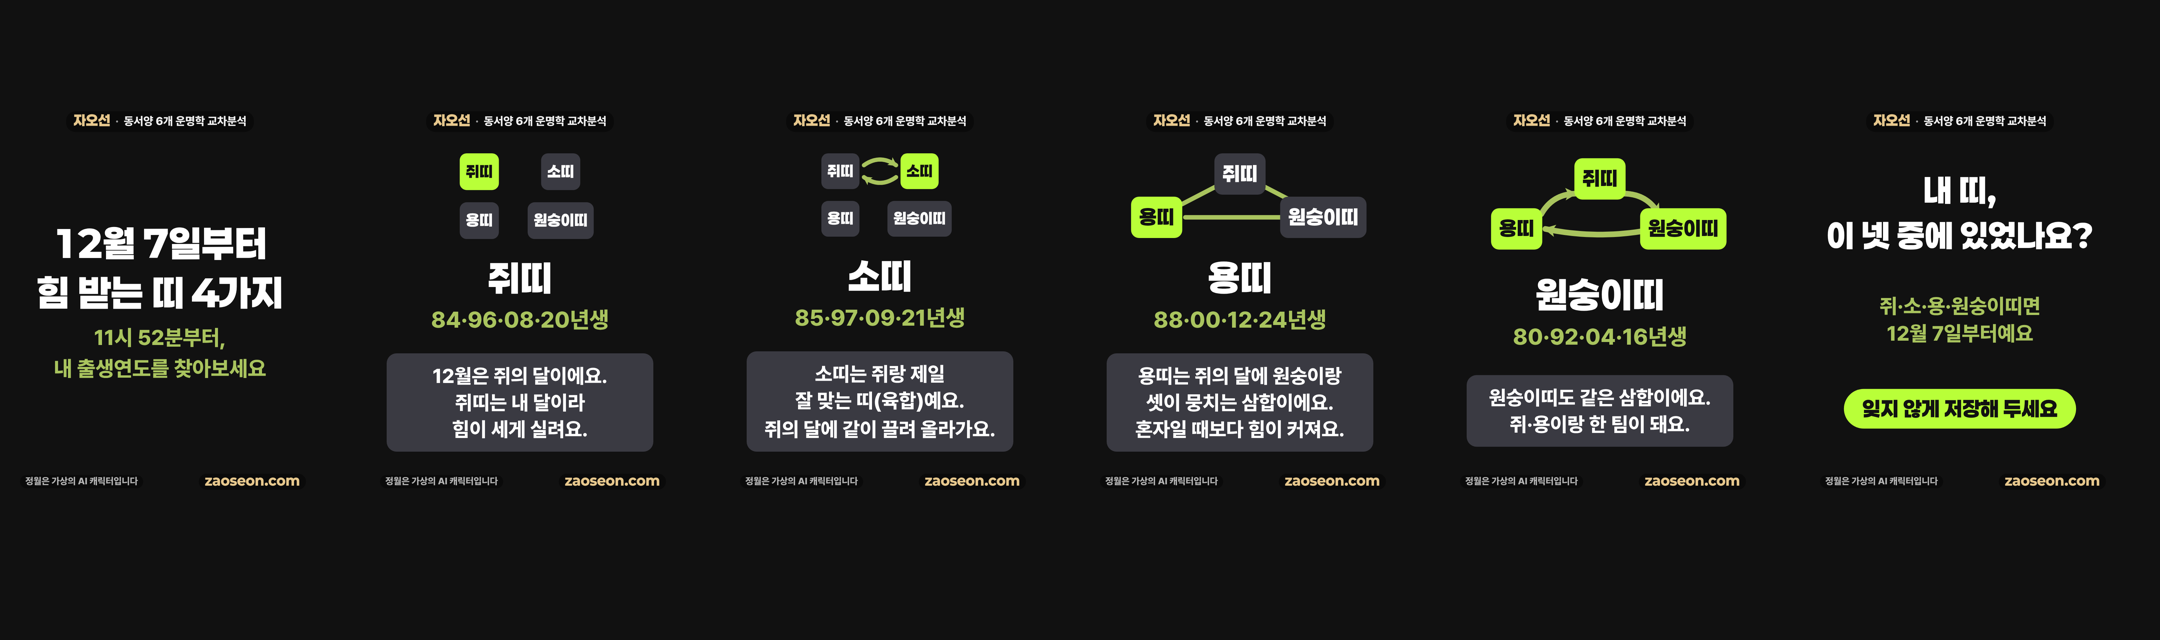 자오선 · 동서양 6개 운명학 교차분석
12월 7일부터
힘 받는 띠 4가지
11시 52분부터,
내 출생연도를 찾아보세요
정월은 가상의 AI 캐릭터입니다
zaoseon.com
자오선 · 동서양 6개 운명학 교차분석
쥐띠
소띠
용띠
원숭이띠
쥐띠
84·96·08·20년생
12월은 쥐의 달이에요.
쥐띠는 내 달이라
힘이 세게 실려요.
정월은 가상의 AI 캐릭터입니다
zaoseon.com
자오선 · 동서양 6개 운명학 교차분석
쥐띠
소띠
용띠
원숭이띠
소띠
85·97·09·21년생
소띠는 쥐랑 제일
잘 맞는 띠(육합)예요.
쥐의 달에 같이 끌려 올라가요.
정월은 가상의 AI 캐릭터입니다
zaoseon.com
자오선 · 동서양 6개 운명학 교차분석
쥐띠
용띠
원숭이띠
용띠
88·00·12·24년생
용띠는 쥐의 달에 원숭이랑
셋이 뭉치는 삼합이에요.
혼자일 때보다 힘이 커져요.
정월은 가상의 AI 캐릭터입니다
zaoseon.com
자오선 · 동서양 6개 운명학 교차분석
쥐띠
용띠
원숭이띠
원숭이띠
80·92·04·16년생
원숭이띠도 같은 삼합이에요.
쥐·용이랑 한 팀이 돼요.
정월은 가상의 AI 캐릭터입니다
zaoseon.com
자오선 · 동서양 6개 운명학 교차분석
내 띠,
이 넷 중에 있었나요?
쥐·소·용·원숭이띠면
12월 7일부터예요
잊지 않게 저장해 두세요
정월은 가상의 AI 캐릭터입니다
zaoseon.com